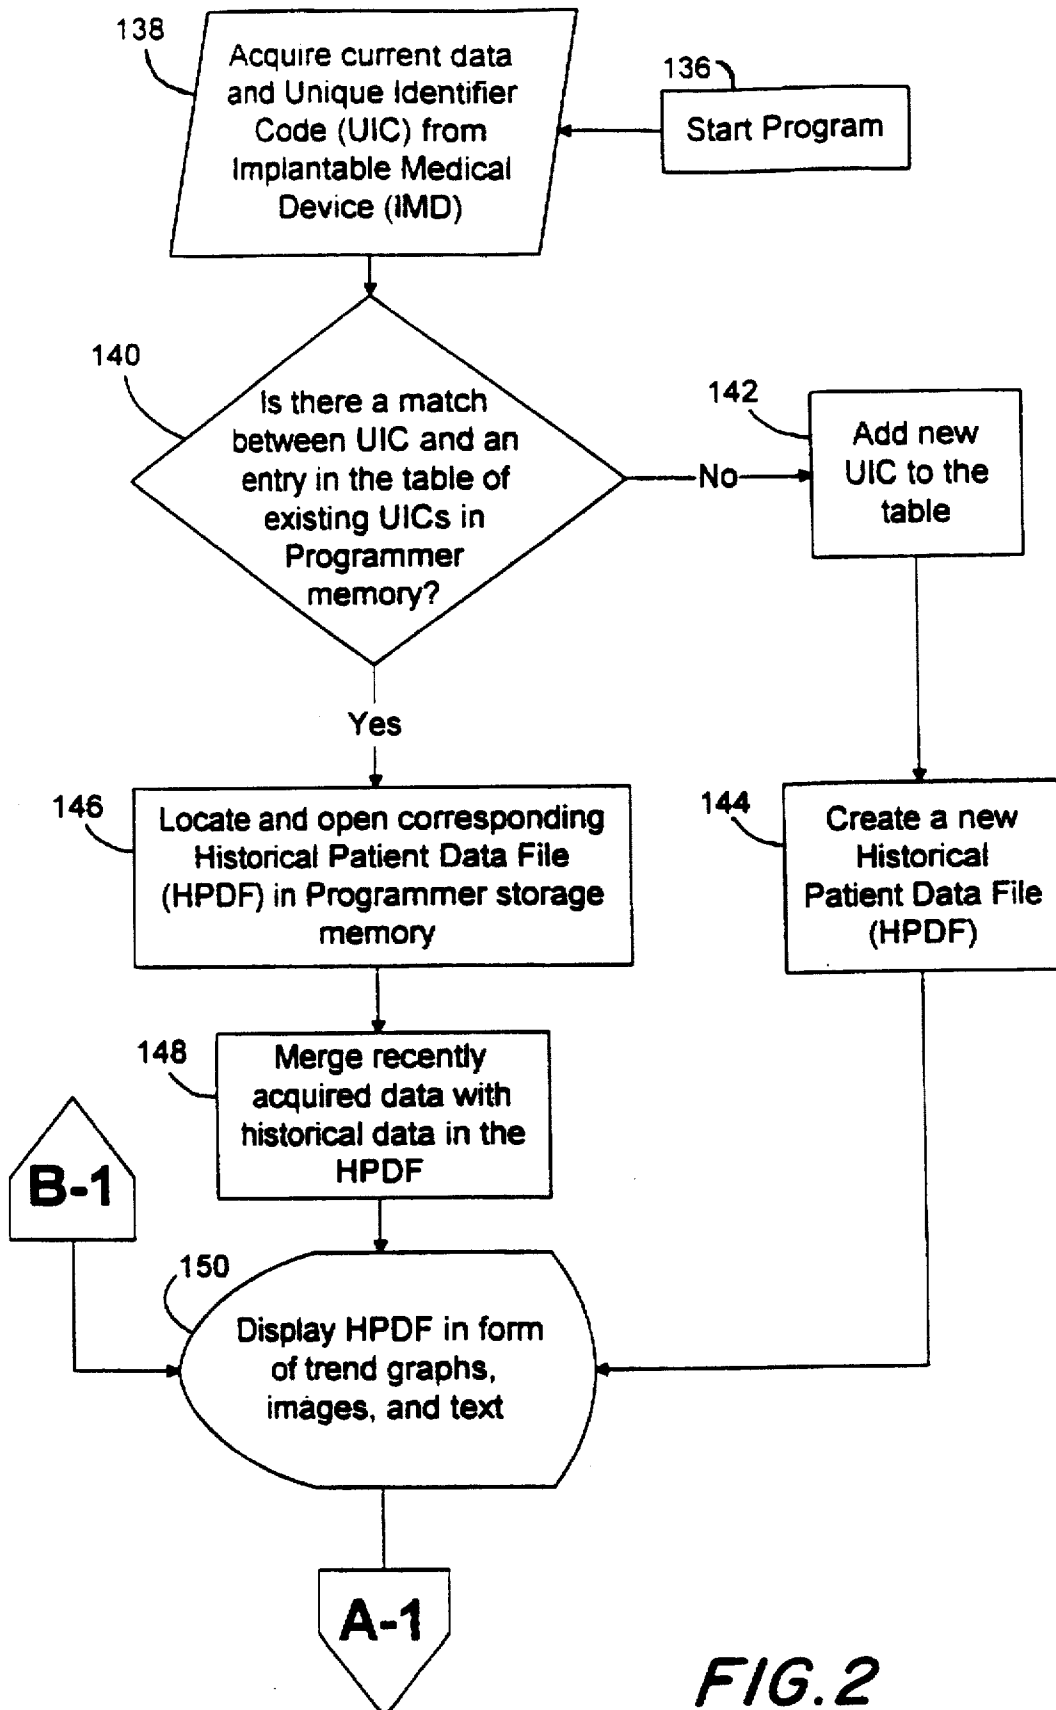 138
Acquire current data
and Unique Identifier
Code (UIC) from
Implantable Medical
Device (IMD)
136
Start Program
140
Is there a match
between UIC and an
entry in the table of
existing UICs in
Programmer
memory?
No
142
Add new
UIC to the
table
Yes
146
Locate and open corresponding
Historical Patient Data File
(HPDF) in Programmer storage
memory
144
Create a new
Historical
Patient Data File
(HPDF)
148
Merge recently
acquired data with
historical data in the
HPDF
B-1
150
Display HPDF in form
of trend graphs,
images, and text
A-1
FIG.2